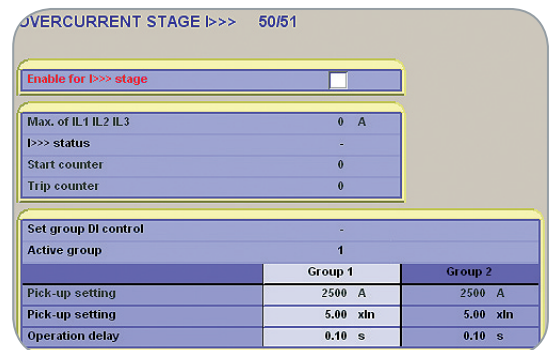 OVERCURRENT STAGE I>>> 50/51
Enable for I>>> stage
Max. of IL1 IL2 IL3 0 A
I>>> status -
Start counter 0
Trip counter 0
Set group DI control -
Active group 1
Group 1 Group 2
Pick-up setting 2500 A 2500 A
Pick-up setting 5.00 xIn 5.00 xIn
Operation delay 0.10 s 0.10 s